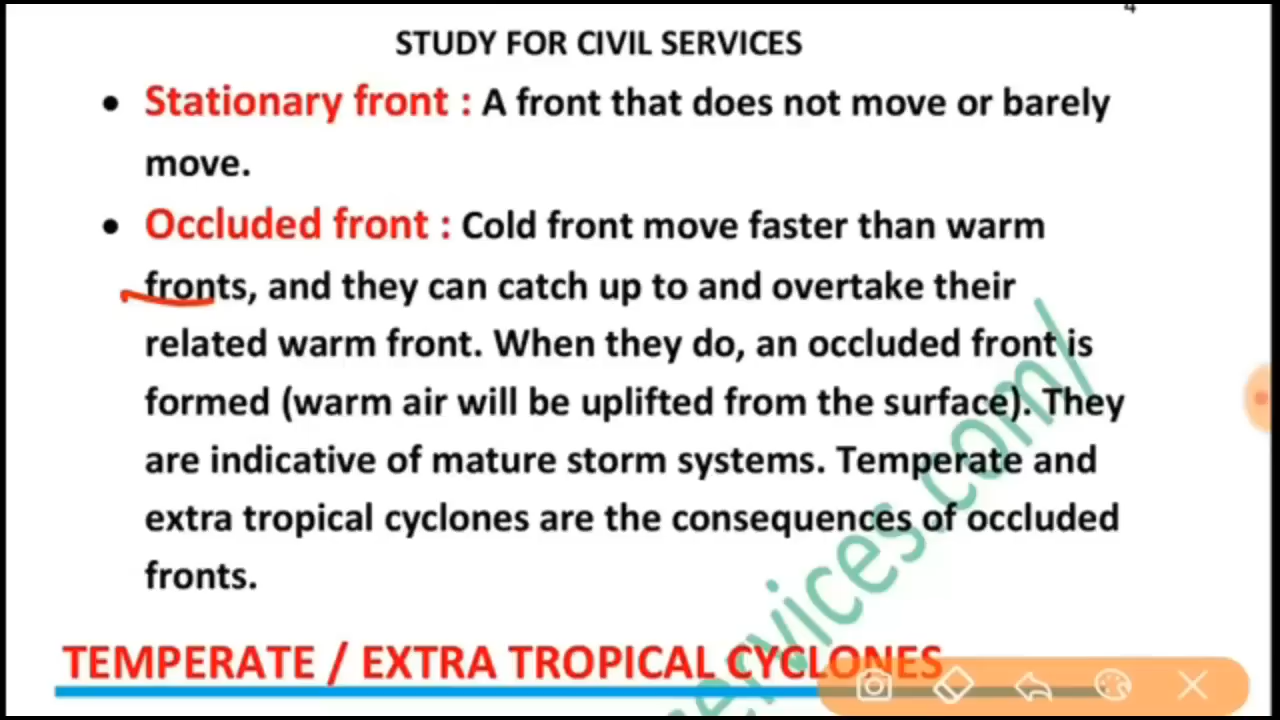 4
STUDY FOR CIVIL SERVICES
• Stationary front : A front that does not move or barely
move.
• Occluded front : Cold front move faster than warm
fronts, and they can catch up to and overtake their
related warm front. When they do, an occluded front is
formed (warm air will be uplifted from the surface). They
are indicative of mature storm systems. Temperate and
extra tropical cyclones are the consequences of occluded
fronts.
TEMPERATE / EXTRA TROPICAL CYCLONES
services.com/